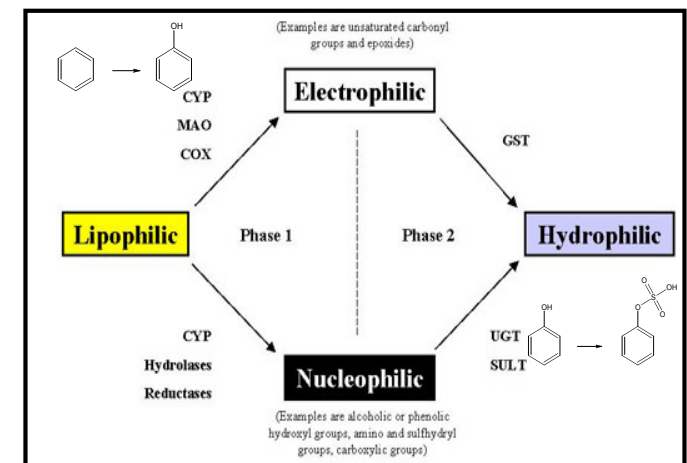 OH
(Examples are unsaturated carbonyl
groups and epoxides)
Electrophilic
CYP
MAO
COX
GST
Lipophilic
Phase 1
Phase 2
Hydrophilic
O
OH
S
O
O
OH
CYP
Hydrolases
Reductases
UGT
SULT
Nucleophilic
(Examples are alcoholic or phenolic
hydroxyl groups, amino and sulfhydryl
groups, carboxylic groups)